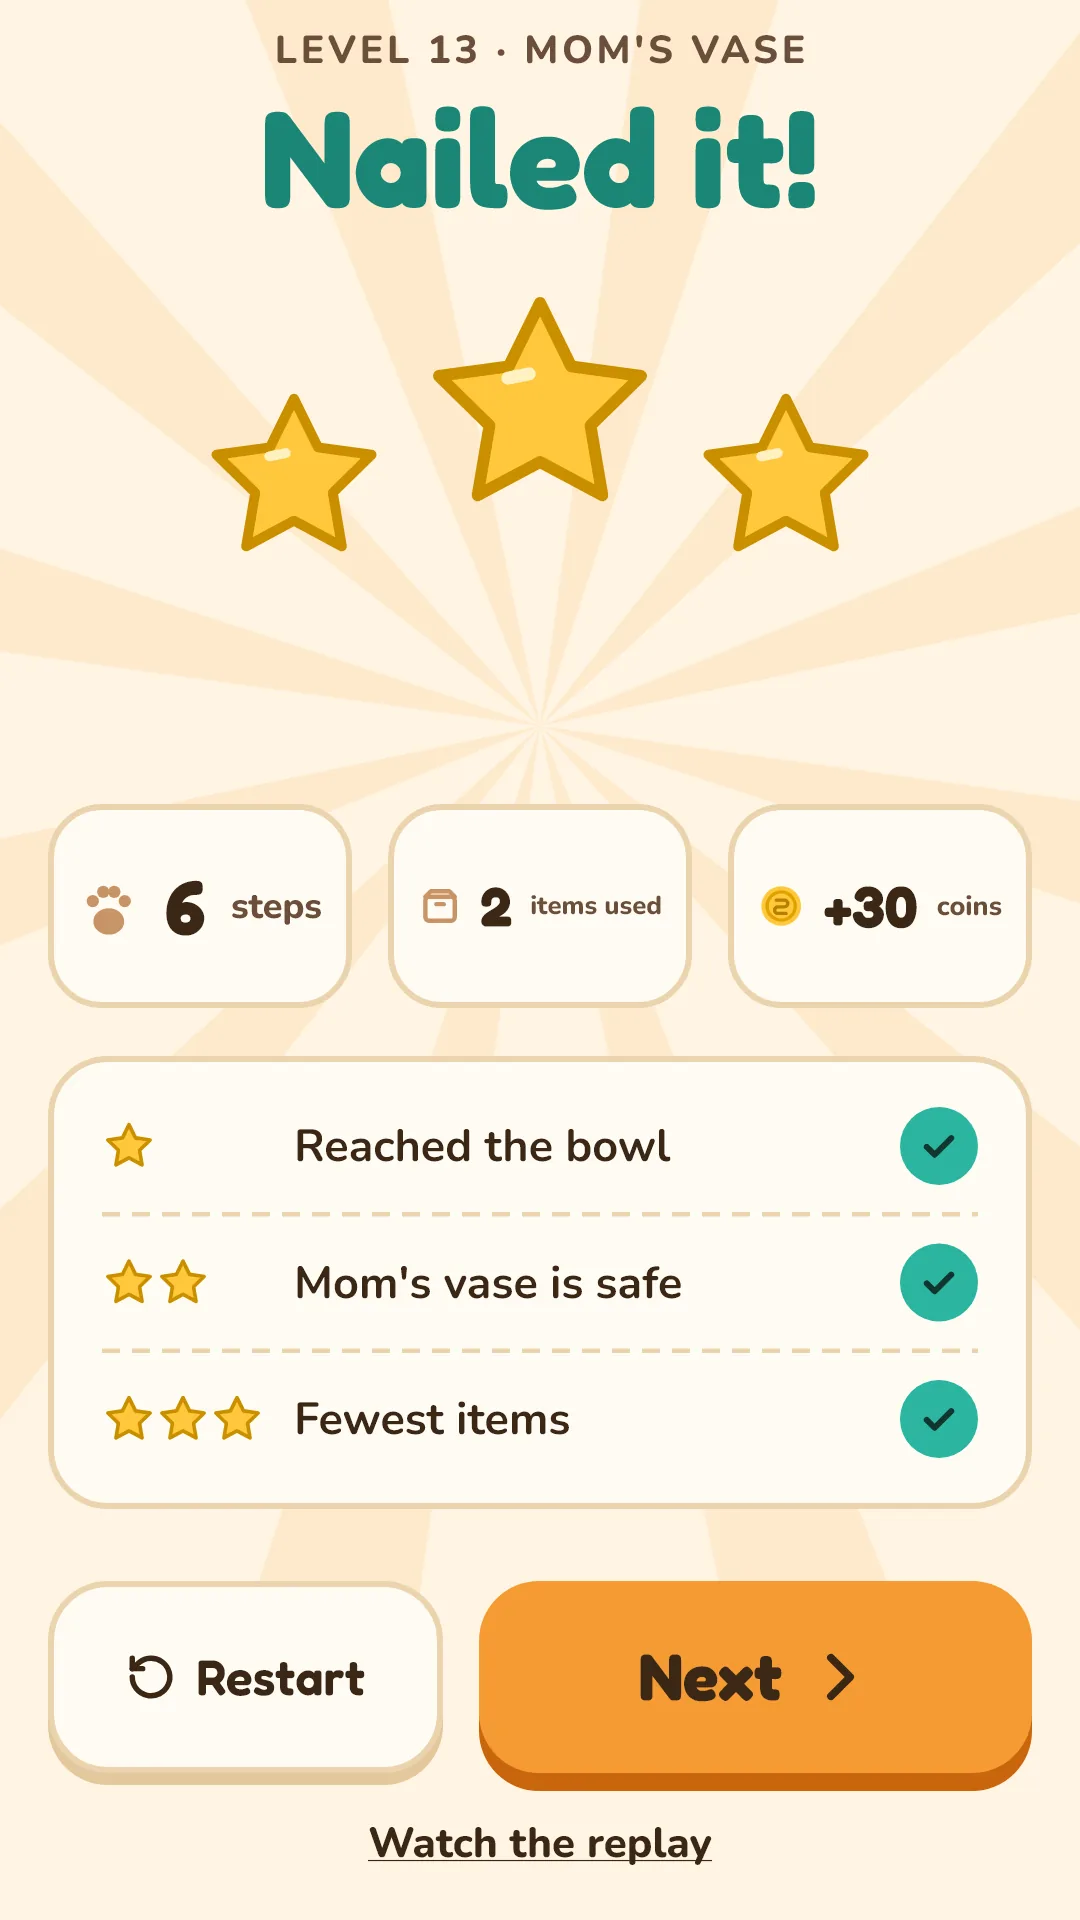 LEVEL 13 · MOM'S VASE
Nailed it!
6 steps
2 items used
+30 coins
Reached the bowl
Mom's vase is safe
Fewest items
Restart
Next
Watch the replay